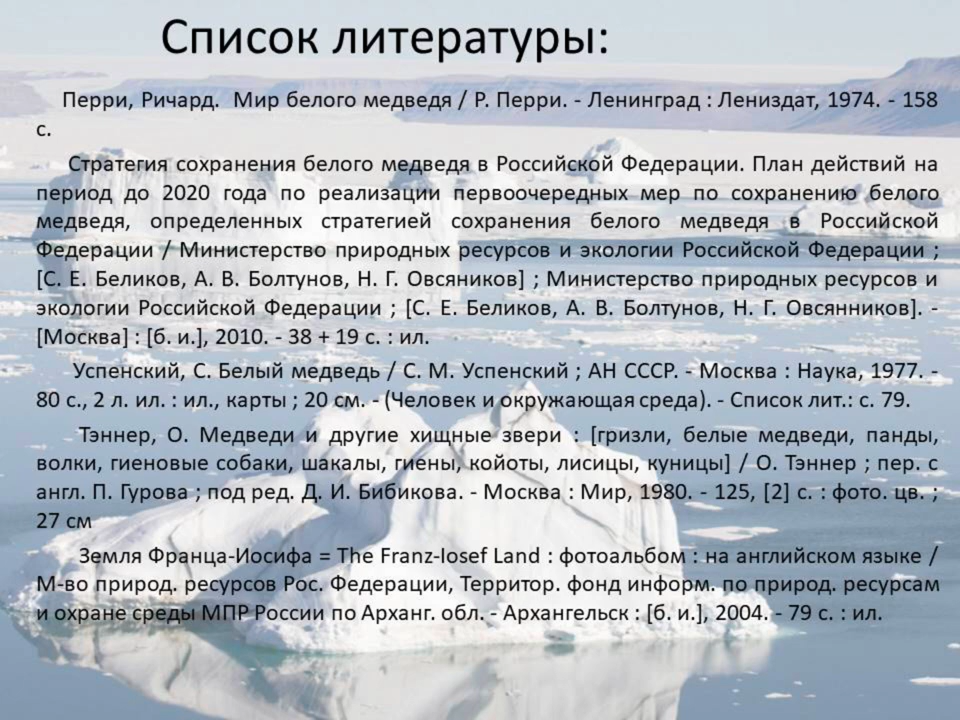 Список литературы:
Перри, Ричард. Мир белого медведя / Р. Перри. - Ленинград : Лениздат, 1974. - 158
с.
Стратегия сохранения белого медведя в Российской Федерации. План действий на
период до 2020 года по реализации первоочередных мер по сохранению белого
медведя, определенных стратегией сохранения белого медведя в Российской
Федерации / Министерство природных ресурсов и экологии Российской Федерации ;
[С. Е. Беликов, А. В. Болтунов, Н. Г. Овсяников] ; Министерство природных ресурсов и
экологии Российской Федерации ; [С. Е. Беликов, А. В. Болтунов, Н. Г. Овсянников]. -
[Москва] : [б. и.], 2010. - 38 + 19 с. : ил.
Успенский, С. Белый медведь / С. М. Успенский ; АН СССР. - Москва : Наука, 1977. -
80 с., 2 л. ил. : ил., карты ; 20 см. - (Человек и окружающая среда). - Список лит.: с. 79.
Тэннер, О. Медведи и другие хищные звери : [гризли, белые медведи, панды,
волки, гиеновые собаки, шакалы, гиены, койоты, лисицы, куницы] / О. Тэннер ; пер. с
англ. П. Гурова ; под ред. Д. И. Бибикова. - Москва : Мир, 1980. - 125, [2] с. : фото. цв. ;
27 см
Земля Франца-Иосифа = The Franz-Iosef Land : фотоальбом : на английском языке /
М-во природ. ресурсов Рос. Федерации, Территор. фонд информ. по природ. ресурсам
и охране среды МПР России по Арханг. обл. - Архангельск : [б. и.], 2004. - 79 с. : ил.